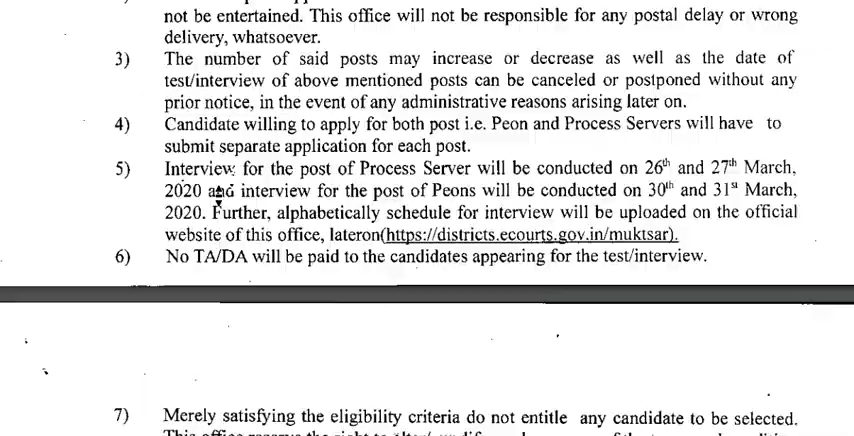 not be entertained. This office will not be responsible for any postal delay or wrong
delivery, whatsoever.
3) The number of said posts may increase or decrease as well as the date of
test/interview of above mentioned posts can be canceled or postponed without any
prior notice, in the event of any administrative reasons arising later on.
4) Candidate willing to apply for both post i.e. Peon and Process Servers will have to
submit separate application for each post.
5) Interview for the post of Process Server will be conducted on 26th and 27th March,
2020 and interview for the post of Peons will be conducted on 30th and 31st March,
2020. Further, alphabetically schedule for interview will be uploaded on the official
website of this office, lateron(https://districts.ecourts.gov.in/muktsar).
6) No TA/DA will be paid to the candidates appearing for the test/interview.
7) Merely satisfying the eligibility criteria do not entitle any candidate to be selected.
This office reserve the right to